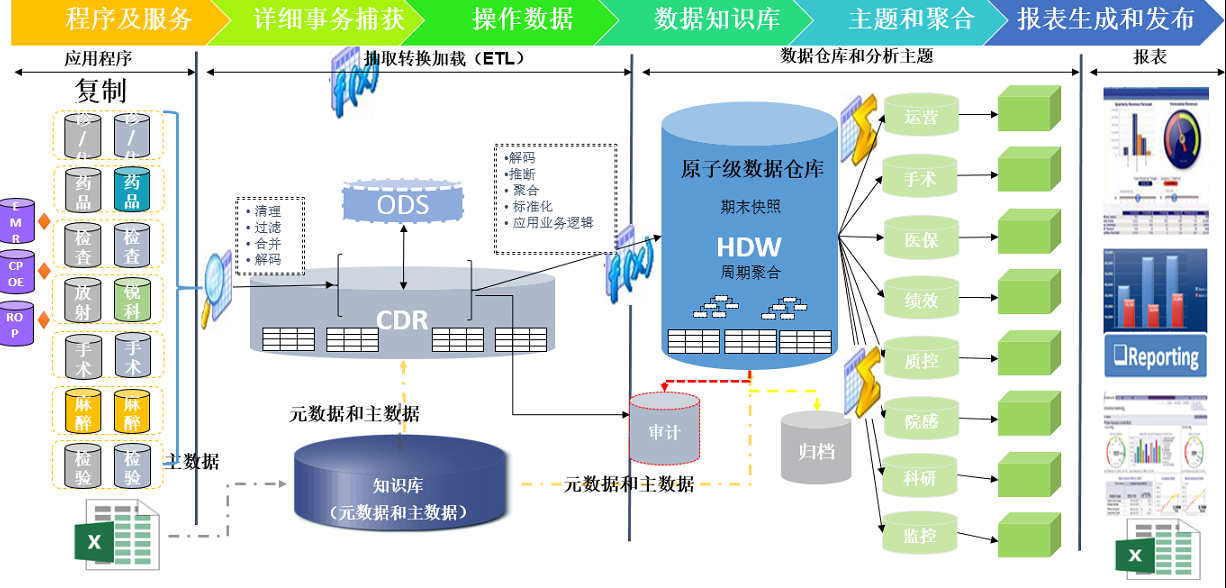 程序及服务
详细事务捕获
操作数据
数据知识库
主题和聚合
报表生成和发布
应用程序
抽取转换加载（ETL）
数据仓库和分析主题
报表
复制
药品
药品
检查
检查
放射
锐科
手术
手术
麻醉
麻醉
检验
检验
EMR
CPOE
ROP
主数据
X
• 清理
• 过滤
• 合并
• 解码
f(x)
ODS
CDR
•解码
•推断
• 聚合
• 标准化
• 应用业务逻辑
f(x)
元数据和主数据
知识库
（元数据和主数据）
元数据和主数据
原子级数据仓库
期末快照
HDW
周期聚合
审计
归档
Σ
Σ
运营
手术
医保
绩效
质控
院感
科研
监控
Reporting
X